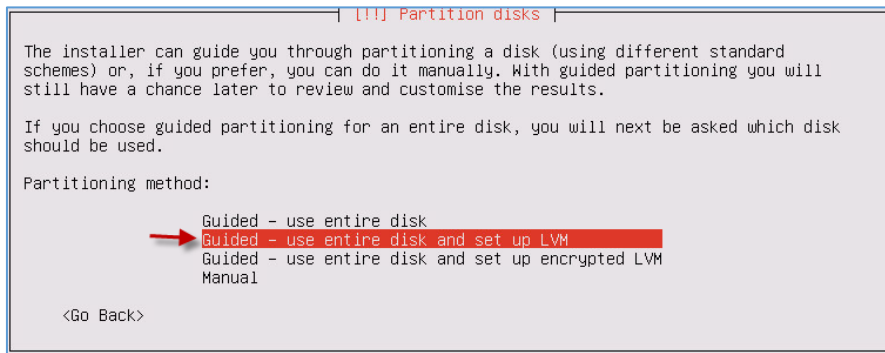 [!!] Partition disks
The installer can guide you through partitioning a disk (using different standard
schemes) or, if you prefer, you can do it manually. With guided partitioning you will
still have a chance later to review and customise the results.
If you choose guided partitioning for an entire disk, you will next be asked which disk
should be used.
Partitioning method:
Guided - use entire disk
Guided - use entire disk and set up LVM
Guided - use entire disk and set up encrypted LVM
Manual
<Go Back>